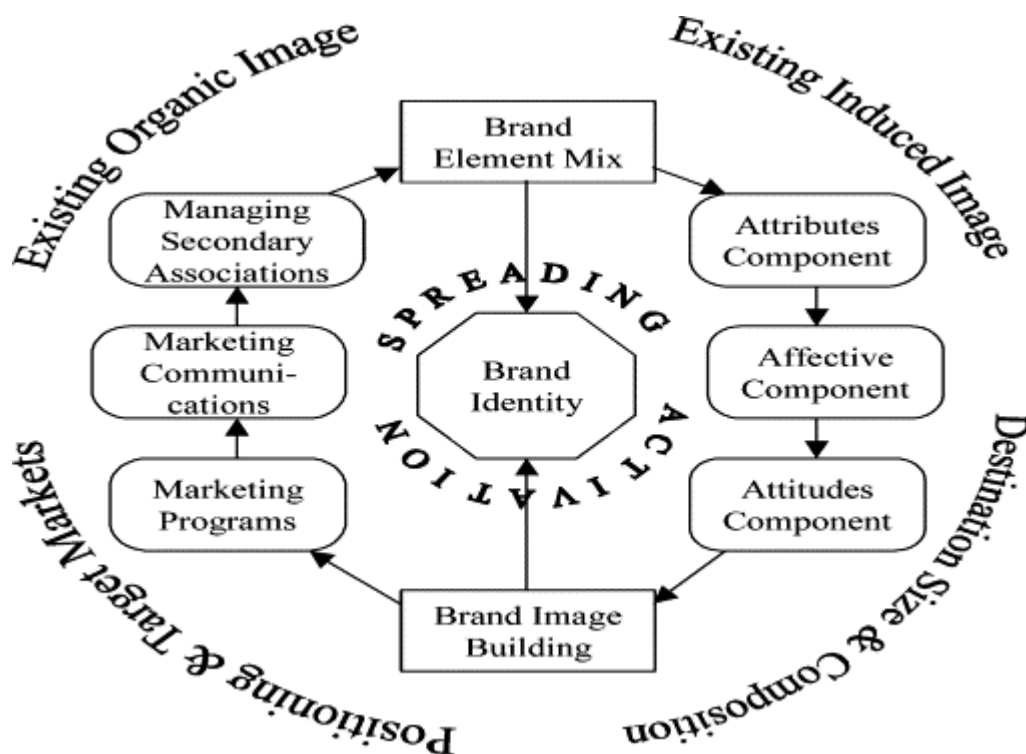 Existing Organic Image
Existing Induced Image
Brand
Element Mix
Managing
Secondary
Associations
Attributes
Component
SPREADING
Marketing
Communi-
cations
Brand
Identity
Affective
Component
ACTIVATION
Marketing
Programs
Attitudes
Component
Brand Image
Building
Positioning & Target Markets
Destination Size & Composition